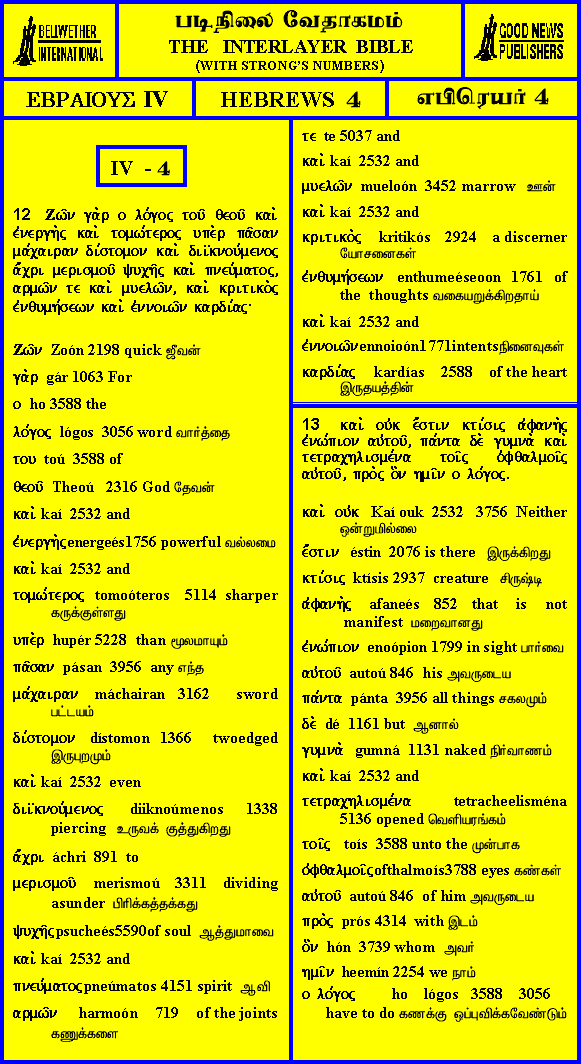 BELLWETHER
INTERNATIONAL
படிநிலை வேதாகமம்
THE INTERLAYER BIBLE
(WITH STRONG'S NUMBERS)
GOOD NEWS
PUBLISHERS
ΕΒΡΑΙΟΥΣ IV
HEBREWS 4
எபிரெயர் 4
IV - 4
12 Ζῶν γὰρ ο λόγος τοῦ θεοῦ καὶ
ἐνεργὴς καὶ τομώτερος υπὲρ πᾶσαν
μάχαιραν δίστομον καὶ διϊκνούμενος
ἄχρι μερισμοῦ ψυχῆς καὶ πνεύματος,
αρμῶν τε καὶ μυελῶν, καὶ κριτικὸς
ἐνθυμήσεων καὶ ἐννοιῶν καρδίας·
Ζῶν Zoón 2198 quick ஜீவன்
γὰρ gár 1063 For
ο ho 3588 the
λόγος lógos 3056 word வார்த்தை
του toú 3588 of
θεοῦ Theoú 2316 God தேவன்
καὶ kaí 2532 and
ἐνεργὴς energeés1756 powerful வல்லமை
καὶ kaí 2532 and
τομώτερος tomoóteros 5114 sharper
கருக்குள்ளது
υπὲρ hupér 5228 than மூலமாயும்
πᾶσαν pásan 3956 any எந்த
μάχαιραν máchairan 3162 sword
பட்டயம்
δίστομον dístomon 1366 twoedged
இருபுறமும்
καὶ kaí 2532 even
διϊκνούμενος diiknoúmenos 1338
piercing உருவக் குத்துகிறது
ἄχρι áchri 891 to
μερισμοῦ merismoú 3311 dividing
asunder பிரிக்கத்தக்கது
ψυχῆς psucheés5590of soul ஆத்துமாவை
καὶ kaí 2532 and
πνεύματος pneúmatos 4151 spirit ஆவி
αρμῶν harmoón 719 of the joints
கணுக்களை
τε te 5037 and
καὶ kaí 2532 and
μυελῶν mueloón 3452 marrow ஊன்
καὶ kaí 2532 and
κριτικὸς kritikós 2924 a discerner
யோசனைகள்
ἐνθυμήσεων enthumeéseoon 1761 of
the thoughts வகையறுக்கிறதாய்
καὶ kaí 2532 and
ἐννοιῶν ennoioón1771intentsநினைவுகள்
καρδίας kardías 2588 of the heart
இருதயத்தின்
13 καὶ οὐκ ἔστιν κτίσις ἀφανὴς
ἐνώπιον αὐτοῦ, πάντα δὲ γυμνὰ καὶ
τετραχηλισμένα τοῖς ὀφθαλμοῖς
αὐτοῦ, πρὸς ὃν ημῖν ο λόγος.
καὶ οὐκ Kaí ouk 2532 3756 Neither
ஒன்றுமில்லை
ἔστιν éstin 2076 is there இருக்கிறது
κτίσις ktísis 2937 creature சிருஷ்டி
ἀφανὴς afaneés 852 that is not
manifest மறைவானது
ἐνώπιον enoópion 1799 in sight பார்வை
αὐτοῦ autoú 846 his அவருடைய
πάντα pánta 3956 all things சகலமும்
δὲ dé 1161 but ஆனால்
γυμνὰ gumná 1131 naked நிர்வாணம்
καὶ kaí 2532 and
τετραχηλισμένα tetracheelisména
5136 opened வெளியரங்கம்
τοῖς toís 3588 unto the முன்பாக
ὀφθαλμοῖς ofthalmoís3788 eyes கண்கள்
αὐτοῦ autoú 846 of him அவருடைய
πρὸς prós 4314 with இடம்
ὃν hón 3739 whom அவர்
ημῖν heemín 2254 we நாம்
ο λόγος ho lógos 3588 3056
have to do கணக்கு ஒப்புவிக்கவேண்டும்